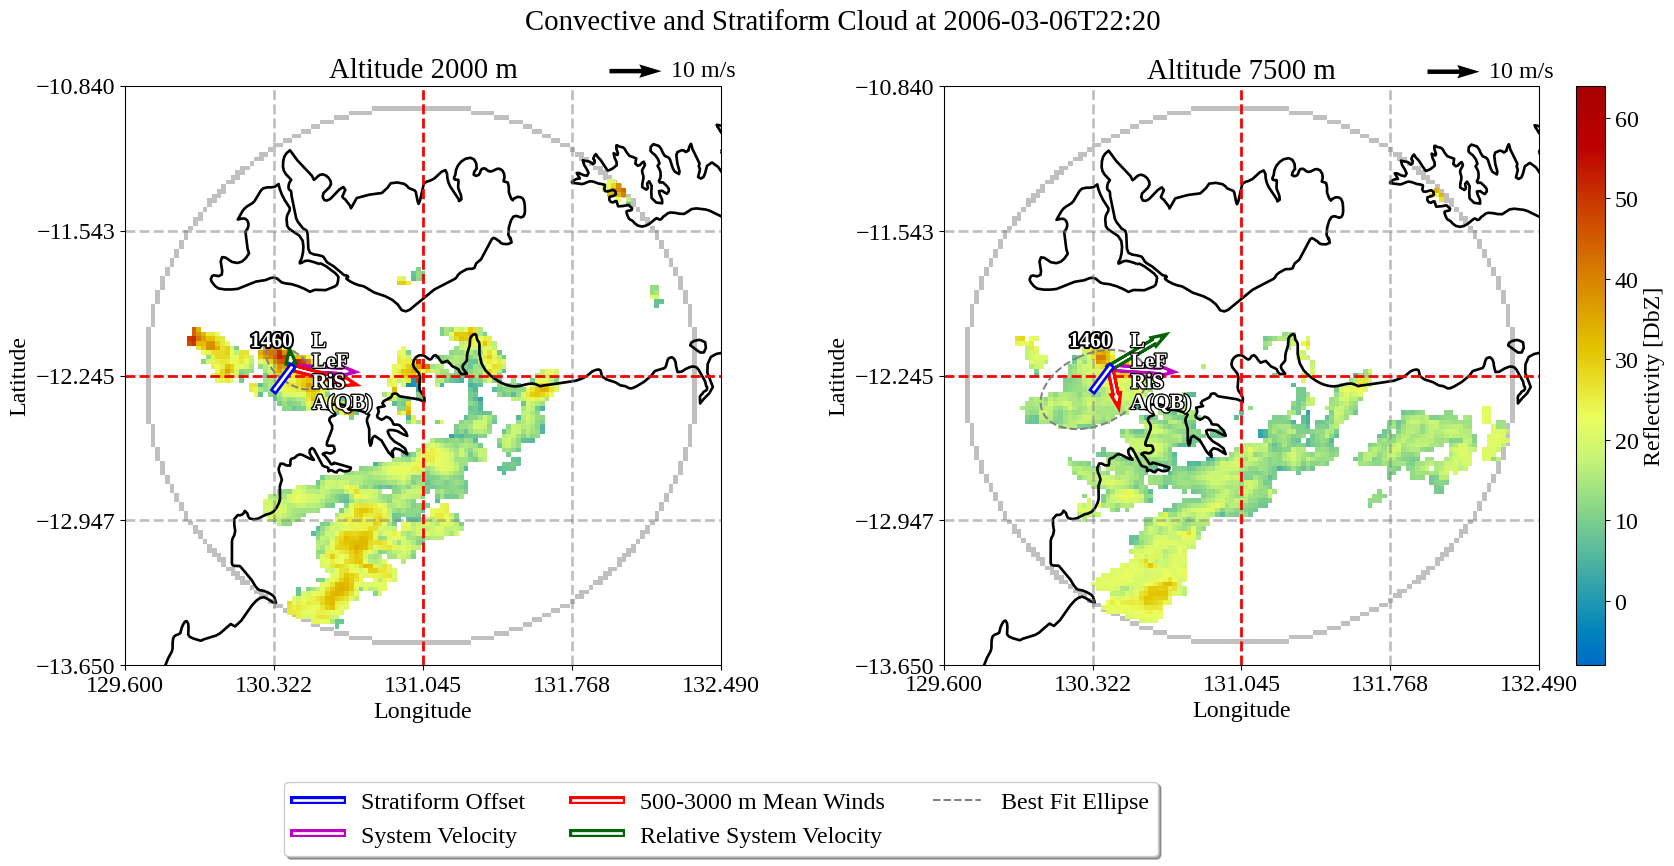 Convective and Stratiform Cloud at 2006-03-06T22:20
Altitude 2000 m
10 m/s
−10.840
−11.543
−12.245
−12.947
−13.650
Latitude
1460
L
LeF
RiS
A(QB)
129.600
130.322
131.045
131.768
132.490
Longitude
Altitude 7500 m
10 m/s
−10.840
−11.543
−12.245
−12.947
−13.650
Latitude
1460
L
LeF
RiS
A(QB)
129.600
130.322
131.045
131.768
132.490
Longitude
60
50
40
30
20
10
0
Reflectivity [DbZ]
Stratiform Offset
System Velocity
500-3000 m Mean Winds
Relative System Velocity
Best Fit Ellipse